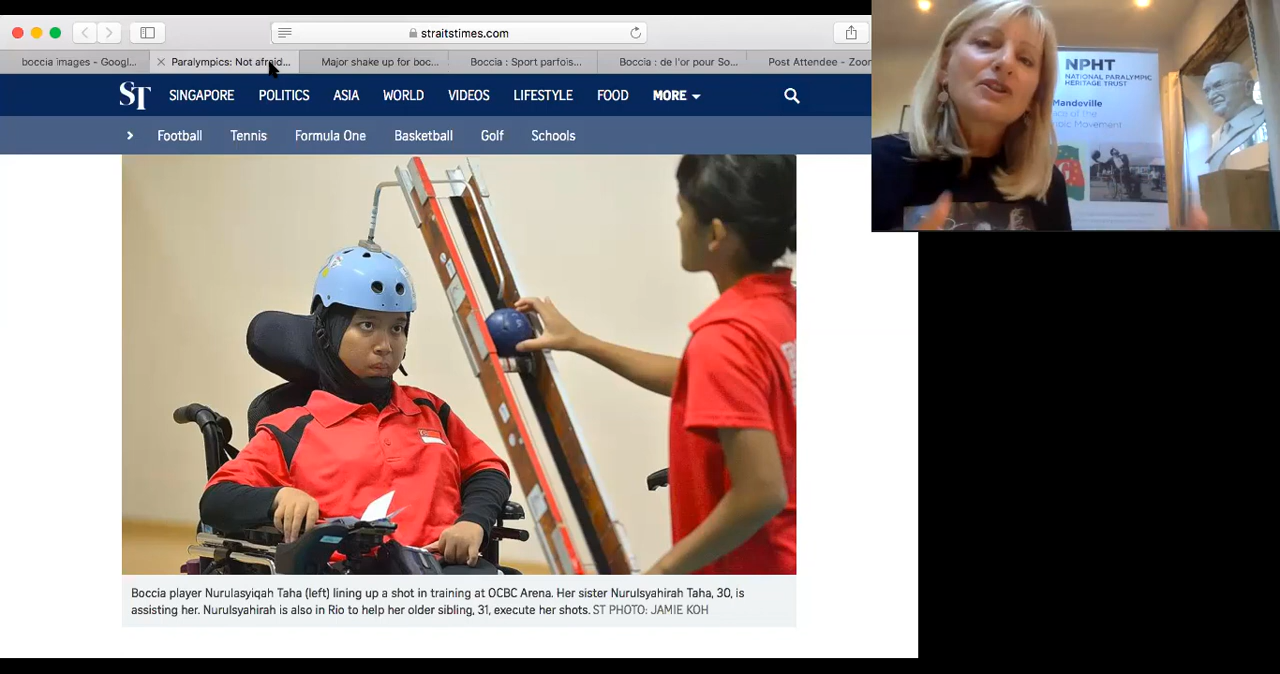 straitstimes.com
boccia images - Googl...
Paralympics: Not afraid...
Major shake up for boc...
Boccia : Sport parfois...
Boccia : de l'or pour So...
Post Attendee - Zoom
ST
SINGAPORE
POLITICS
ASIA
WORLD
VIDEOS
LIFESTYLE
FOOD
MORE
Football
Tennis
Formula One
Basketball
Golf
Schools
Boccia player Nurulasyiqah Taha (left) lining up a shot in training at OCBC Arena. Her sister Nurulsyahirah Taha, 30, is
assisting her. Nurulsyahirah is also in Rio to help her older sibling, 31, execute her shots. ST PHOTO: JAMIE KOH
NPHT
NATIONAL PARALYMPIC
HERITAGE TRUST
Mandeville
Movement